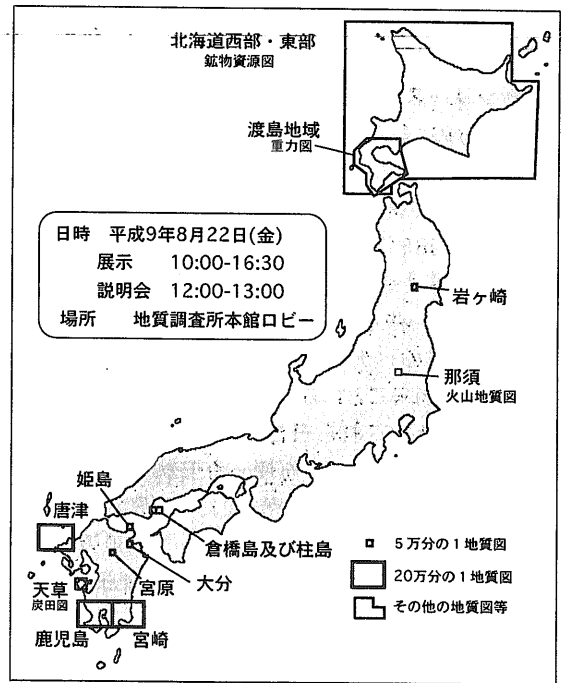 北海道西部・東部
鉱物資源図
渡島地域
重力図
日時 平成9年8月22日(金)
展示 10:00-16:30
説明会 12:00-13:00
場所 地質調査所本館ロビー
岩ヶ崎
那須
火山地質図
姫島
唐津
倉橋島及び柱島
大分
宮原
天草
炭田図
鹿児島
宮崎
5万分の1地質図
20万分の1地質図
その他の地質図等